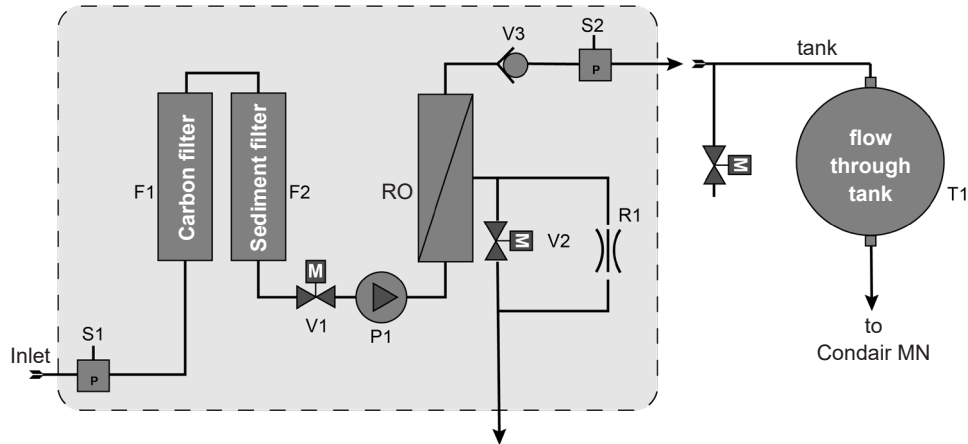 V3
S2
P
tank
Carbon filter
Sediment filter
F1
F2
RO
M
V2
R1
flow
through
tank
M
T1
M
V1
P1
S1
Inlet
P
to
Condair MN